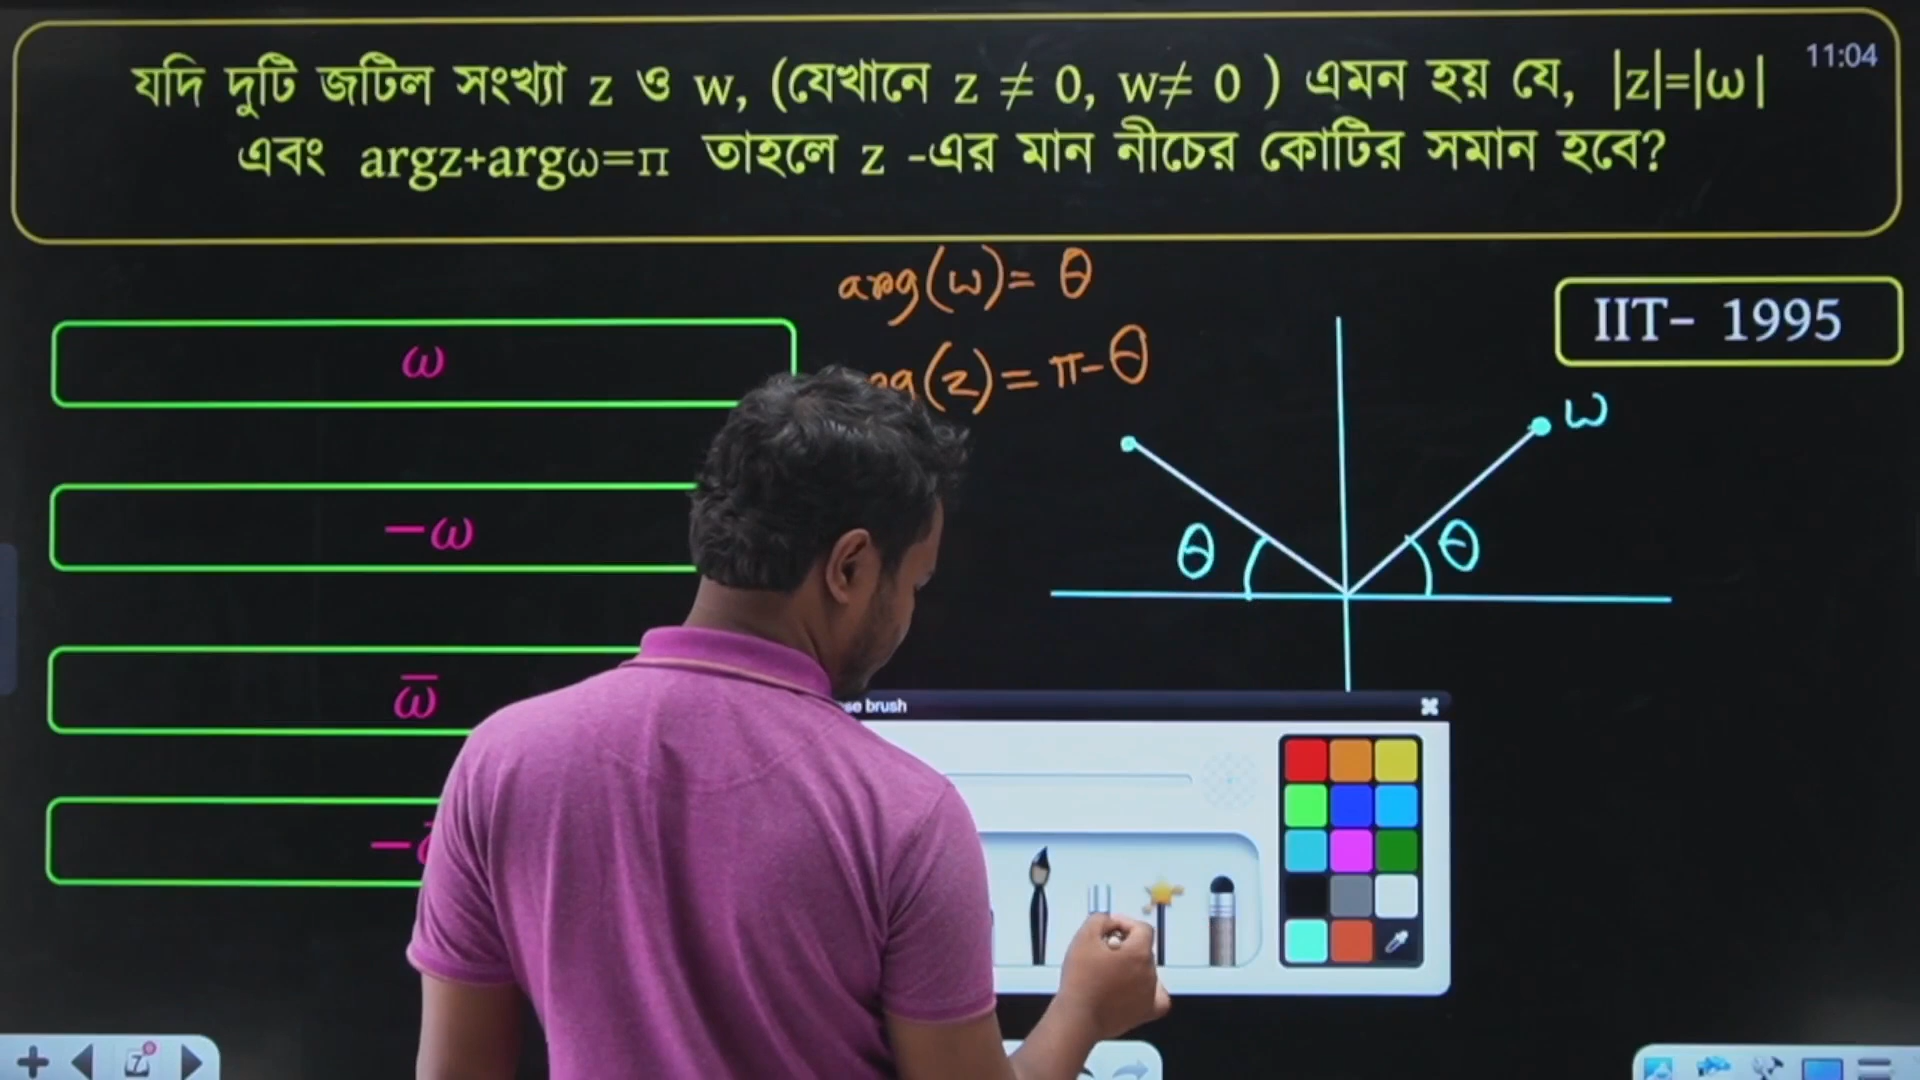 যদি দুটি জটিল সংখ্যা z ও w, (যেখানে z ≠ 0, w≠ 0 ) এমন হয় যে, |z|=|ω|
11:04
এবং argz+argω=π তাহলে z -এর মান নীচের কোটির সমান হবে?
arg(ω)= θ
IIT- 1995
ω
(z)= π-θ
ω
−ω
θ
θ
ω̅
brush
7